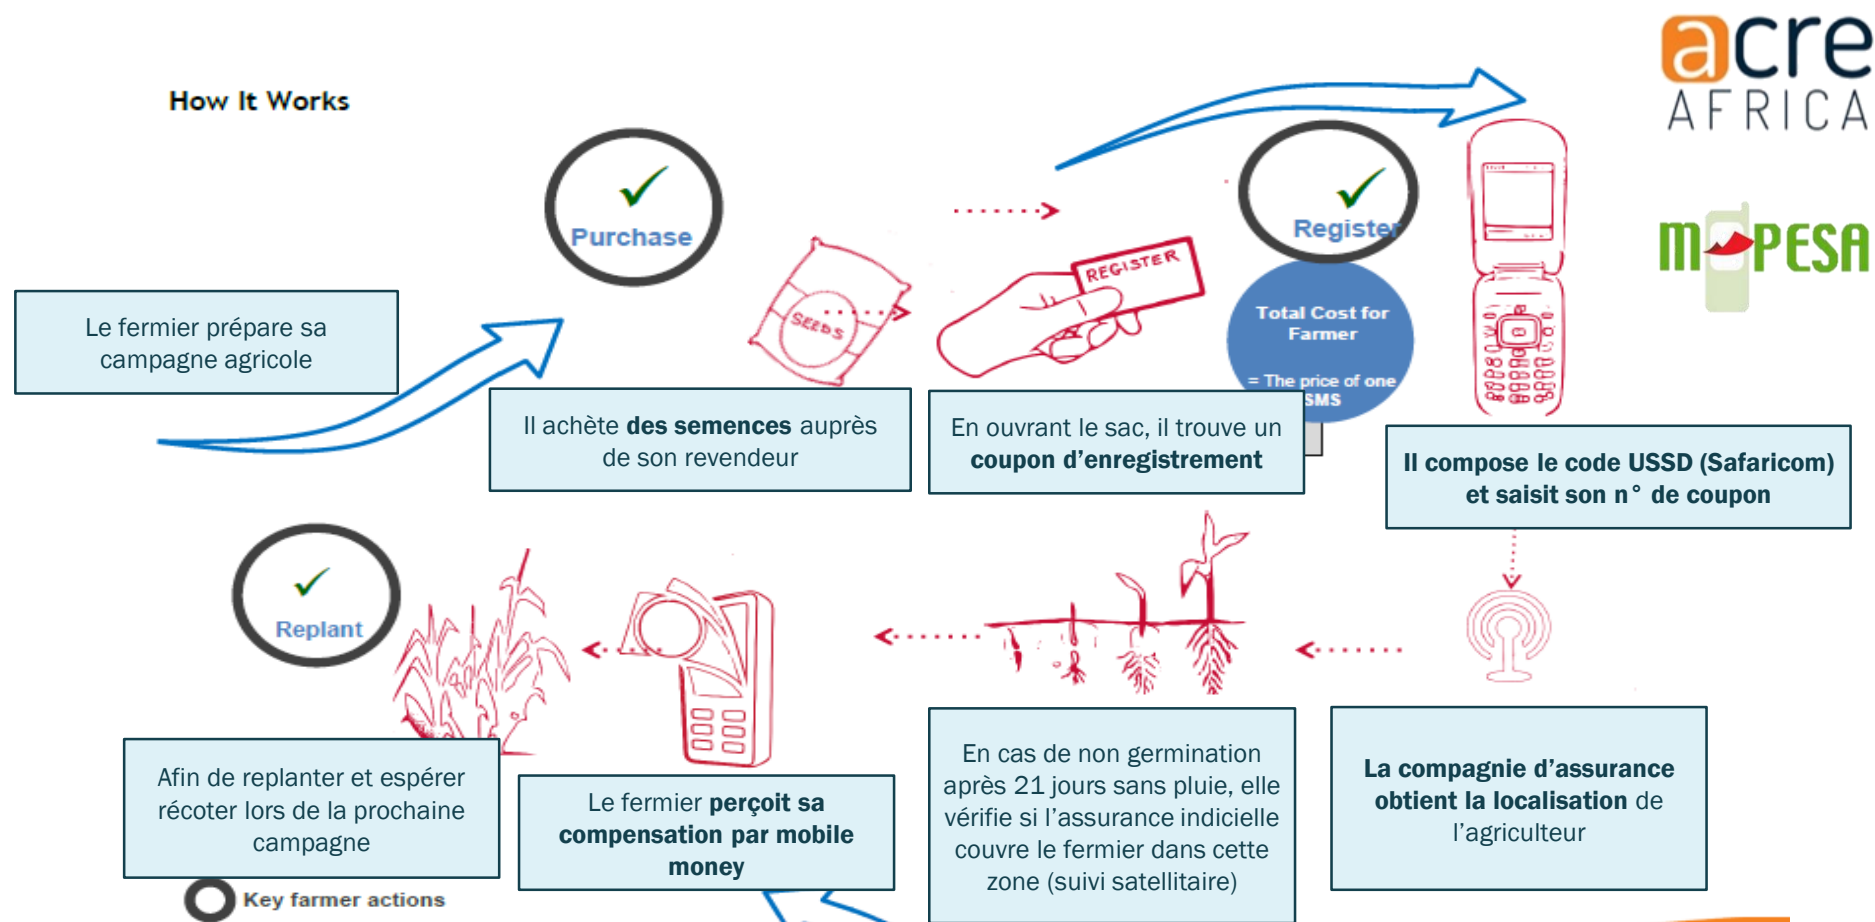 How It Works
acre
AFRICA
M-PESA
Purchase
Register
Le fermier prépare sa
campagne agricole
SEEDS
REGISTER
Total Cost for
Farmer
= The price of one
SMS
Il achète des semences auprès
de son revendeur
En ouvrant le sac, il trouve un
coupon d’enregistrement
Il compose le code USSD (Safaricom)
et saisit son n° de coupon
Replant
Afin de replanter et espérer
récoter lors de la prochaine
campagne
Le fermier perçoit sa
compensation par mobile
money
En cas de non germination
après 21 jours sans pluie, elle
vérifie si l’assurance indicielle
couvre le fermier dans cette
zone (suivi satellitaire)
La compagnie d’assurance
obtient la localisation de
l’agriculteur
Key farmer actions